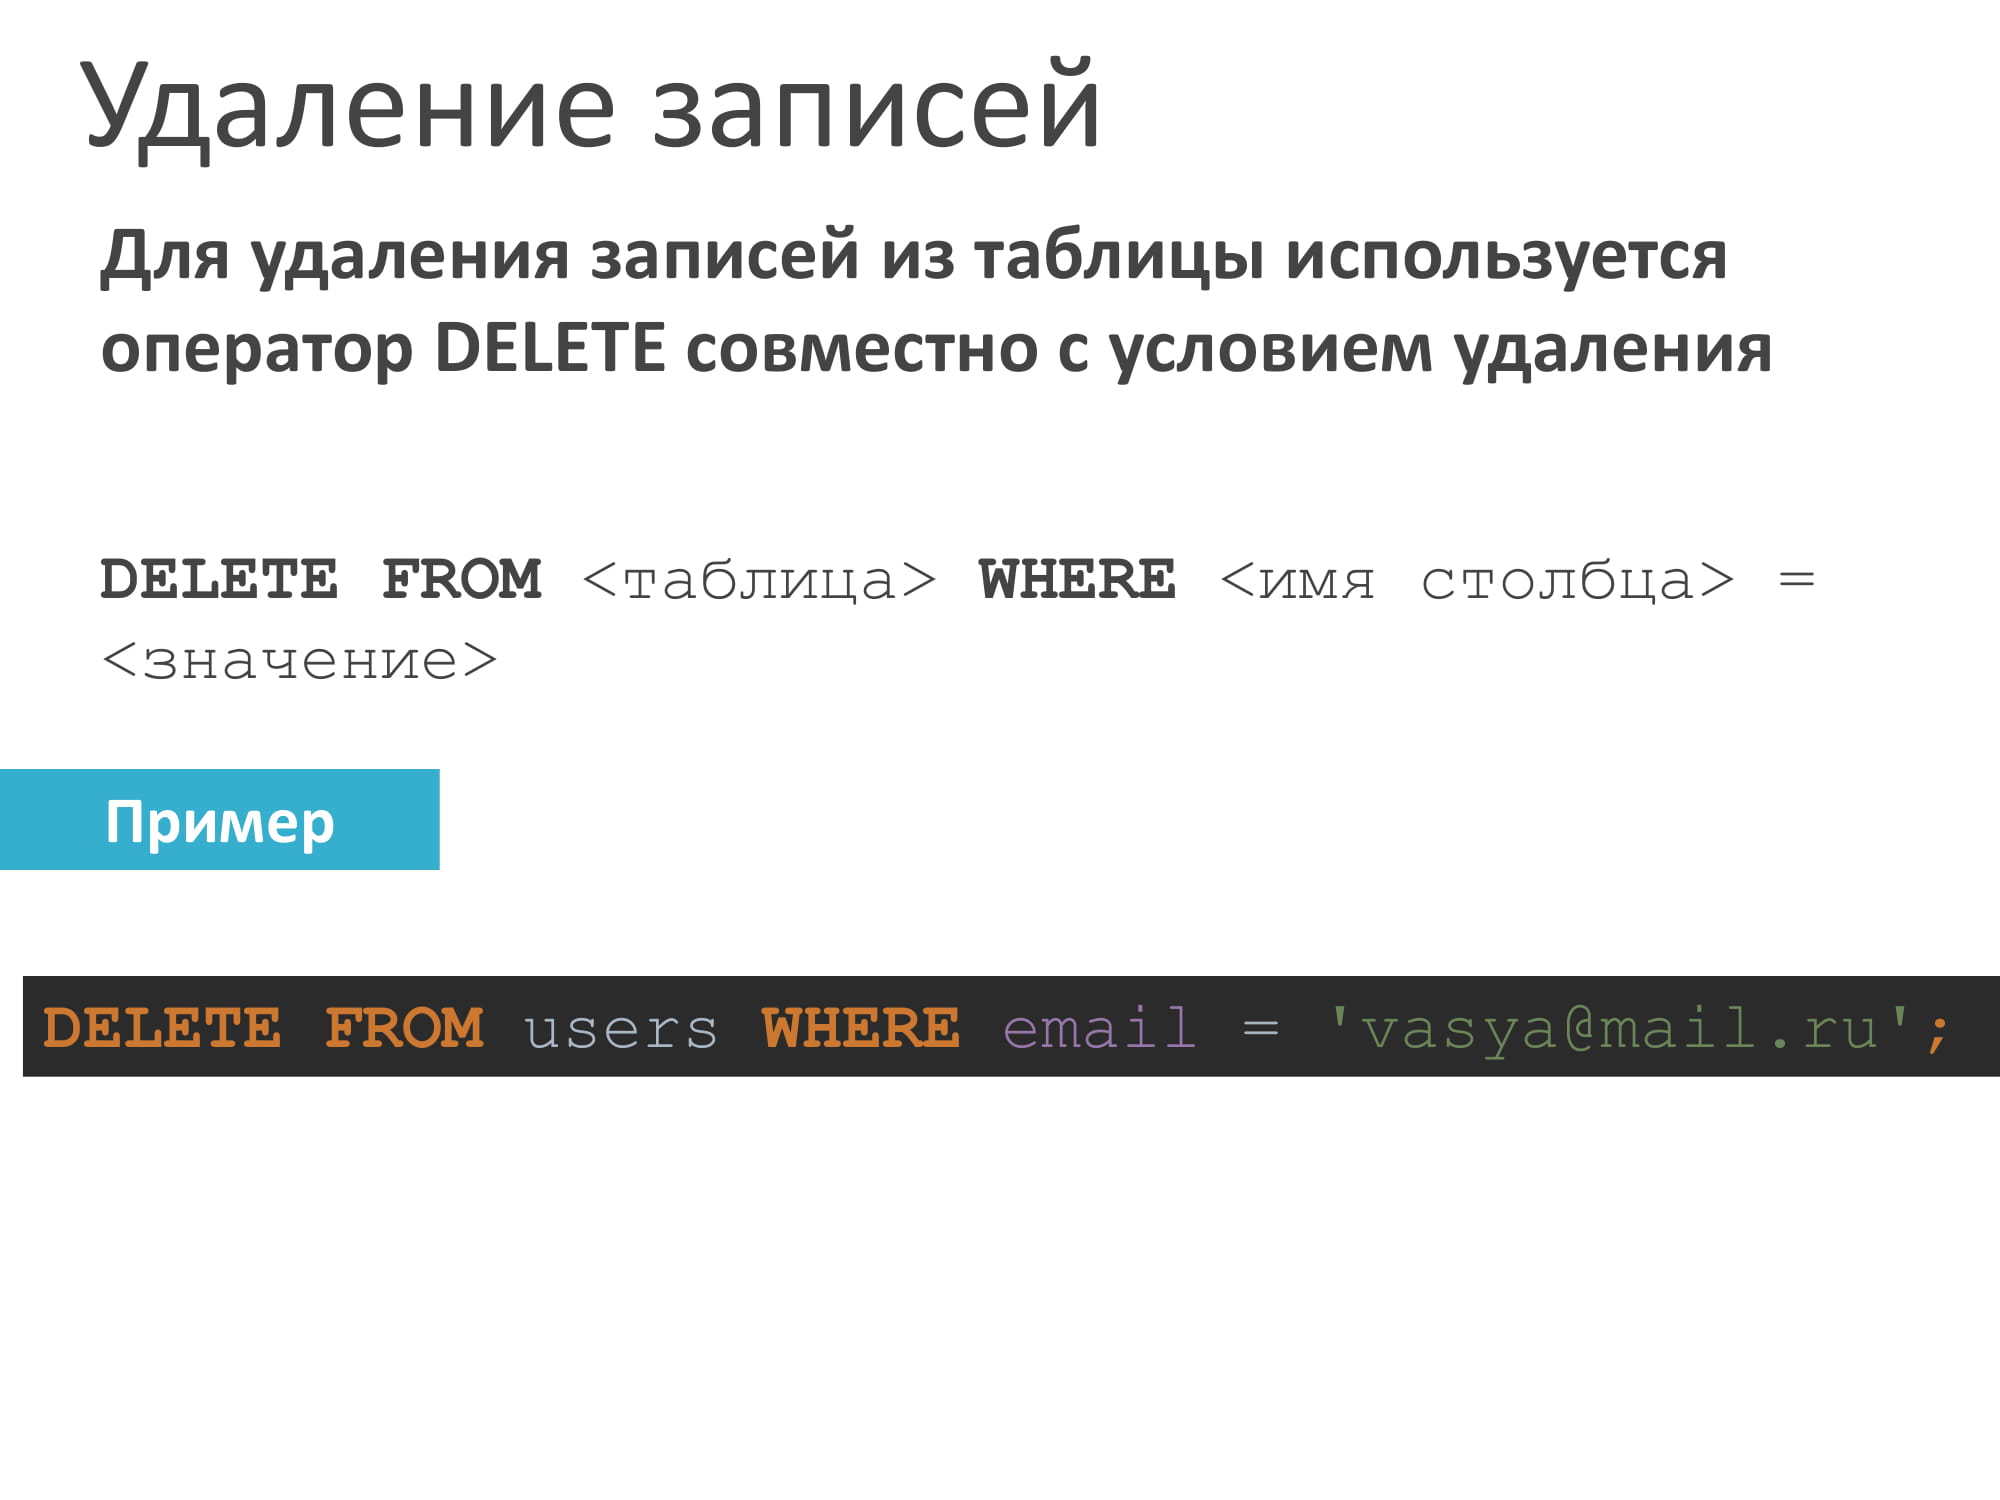 Удаление записей
Для удаления записей из таблицы используется
оператор DELETE совместно с условием удаления
DELETE FROM <таблица> WHERE <имя столбца> =
<значение>
Пример
DELETE FROM users WHERE email = 'vasya@mail.ru';